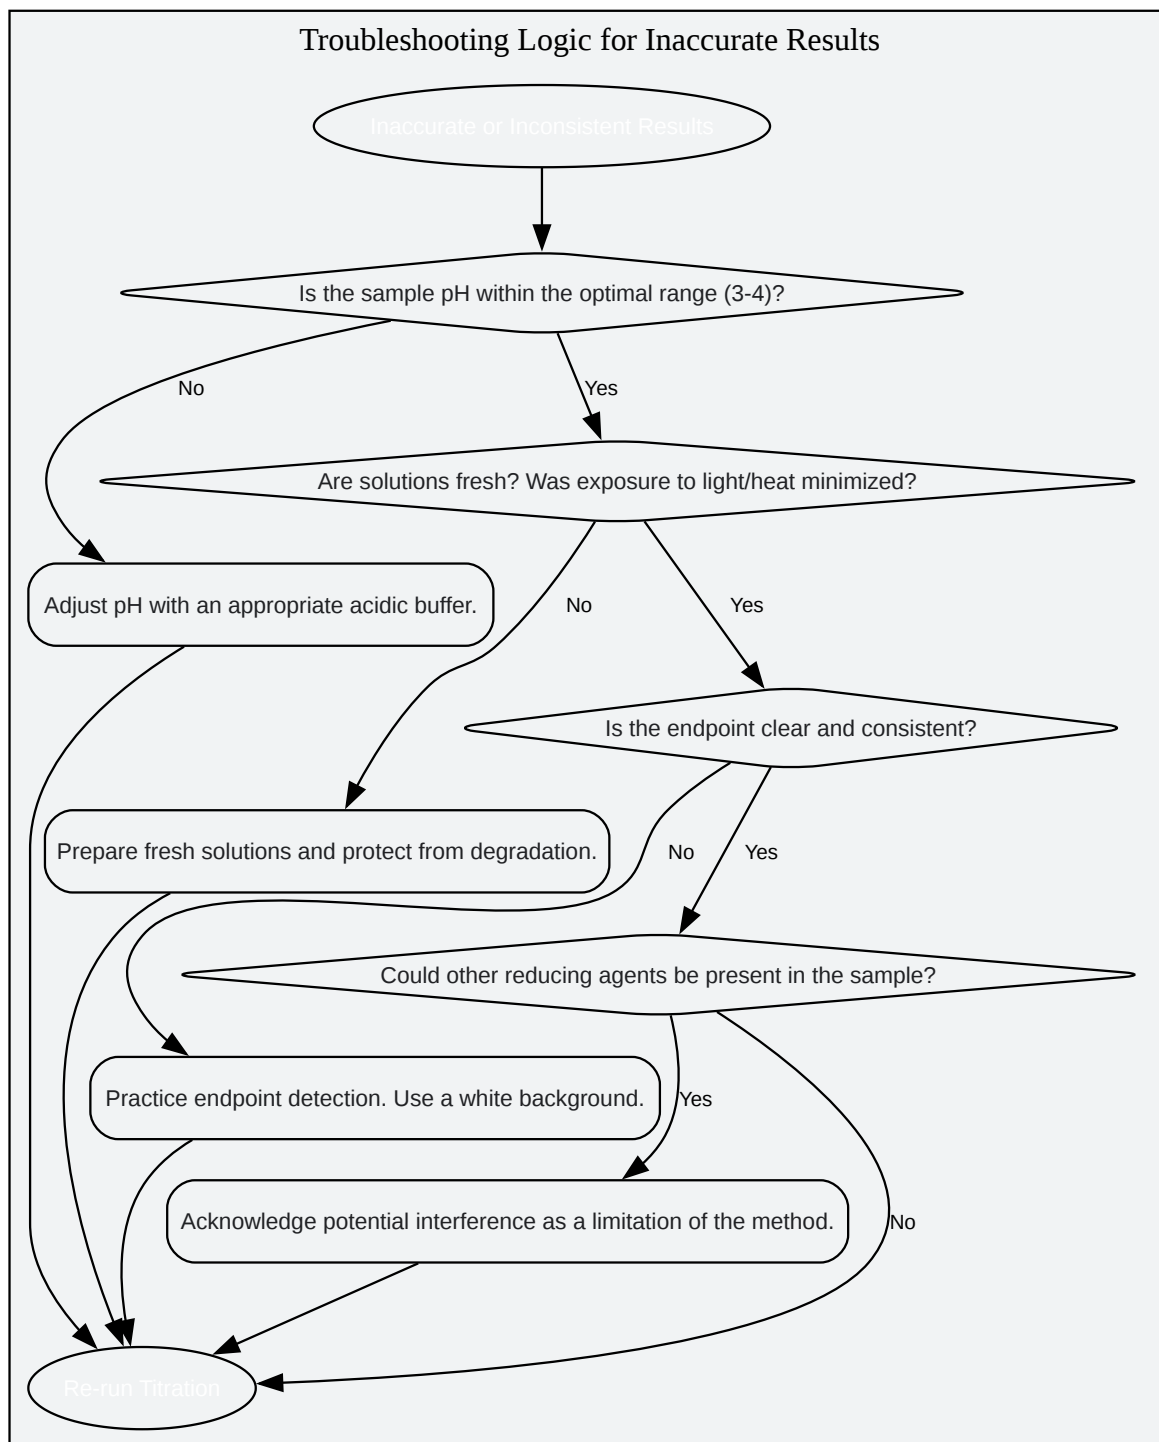 Troubleshooting Logic for Inaccurate Results
Inaccurate or Inconsistent Results
Is the sample pH within the optimal range (3-4)?
No
Yes
Are solutions fresh? Was exposure to light/heat minimized?
Adjust pH with an appropriate acidic buffer.
No
Yes
Is the endpoint clear and consistent?
Prepare fresh solutions and protect from degradation.
No
Yes
Could other reducing agents be present in the sample?
Practice endpoint detection. Use a white background.
Yes
Acknowledge potential interference as a limitation of the method.
No
Re-run Titration